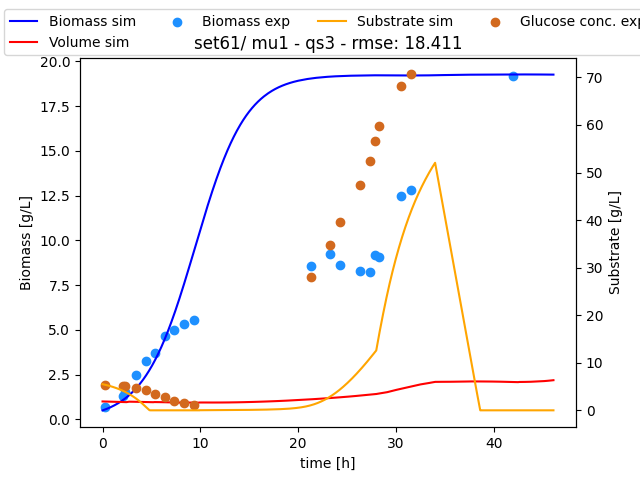 Biomass sim
Biomass exp
Substrate sim
Glucose conc. exp
Volume sim
set61/ mu1 - qs3 - rmse: 18.411
20.0
17.5
15.0
12.5
10.0
7.5
5.0
2.5
0.0
Biomass [g/L]
70
60
50
40
30
20
10
0
Substrate [g/L]
0
10
20
30
40
time [h]